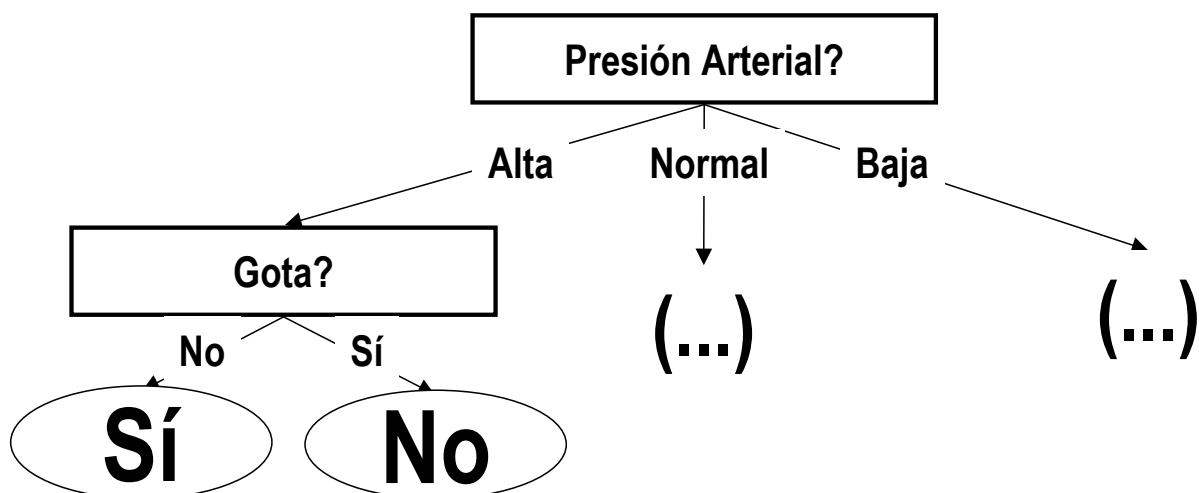 Presión Arterial?
Alta Normal Baja
Gota?
(...) (...)
No Sí
Sí No